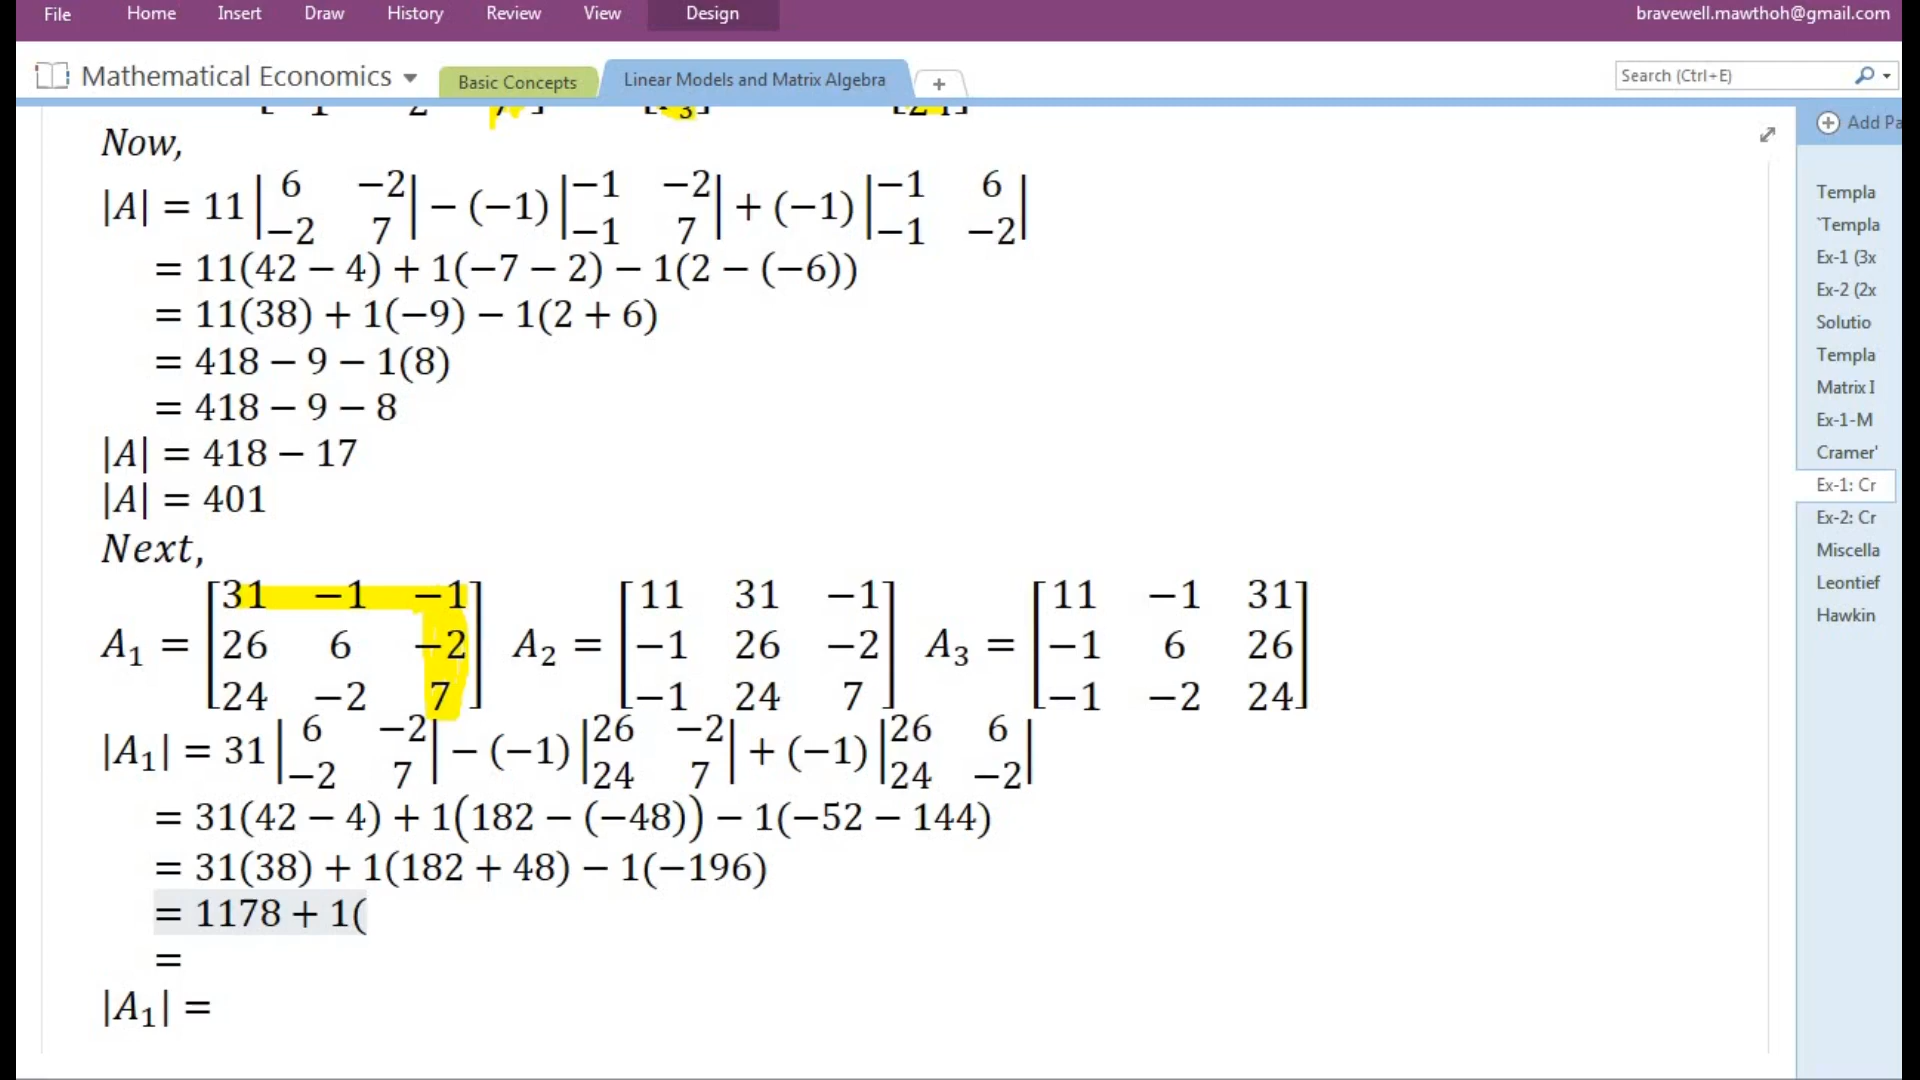 File Home Insert Draw History Review View Design bravewell.mawthoh@gmail.com
Mathematical Economics Basic Concepts Linear Models and Matrix Algebra + Search (Ctrl+E)
Now,
|A| = 11 |6 −2; −2 7| − (−1) |−1 −2; −1 7| + (−1) |−1 6; −1 −2|
= 11(42 − 4) + 1(−7 − 2) − 1(2 − (−6))
= 11(38) + 1(−9) − 1(2 + 6)
= 418 − 9 − 1(8)
= 418 − 9 − 8
|A| = 418 − 17
|A| = 401
Next,
A₁ = [31 −1 −1; 26 6 −2; 24 −2 7] A₂ = [11 31 −1; −1 26 −2; −1 24 7] A₃ = [11 −1 31; −1 6 26; −1 −2 24]
|A₁| = 31 |6 −2; −2 7| − (−1) |26 −2; 24 7| + (−1) |26 6; 24 −2|
= 31(42 − 4) + 1(182 − (−48)) − 1(−52 − 144)
= 31(38) + 1(182 + 48) − 1(−196)
= 1178 + 1(
=
|A₁| =
Add Pa
Templa
`Templa
Ex-1 (3x
Ex-2 (2x
Solutio
Templa
Matrix I
Ex-1-M
Cramer'
Ex-1: Cr
Ex-2: Cr
Miscella
Leontief
Hawkin